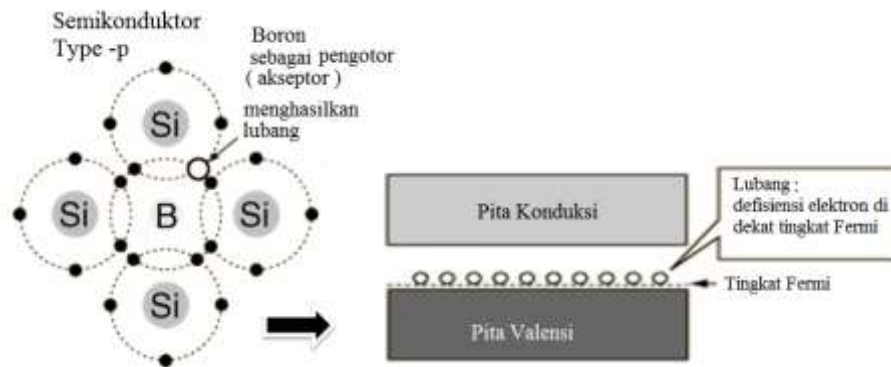 Semikonduktor
Type -p
Boron
sebagai pengotor
( akseptor )
menghasilkan
lubang
Si
Si
B
Si
Si
Pita Konduksi
Lubang :
defisiensi elektron di
dekat tingkat Fermi
Tingkat Fermi
Pita Valensi